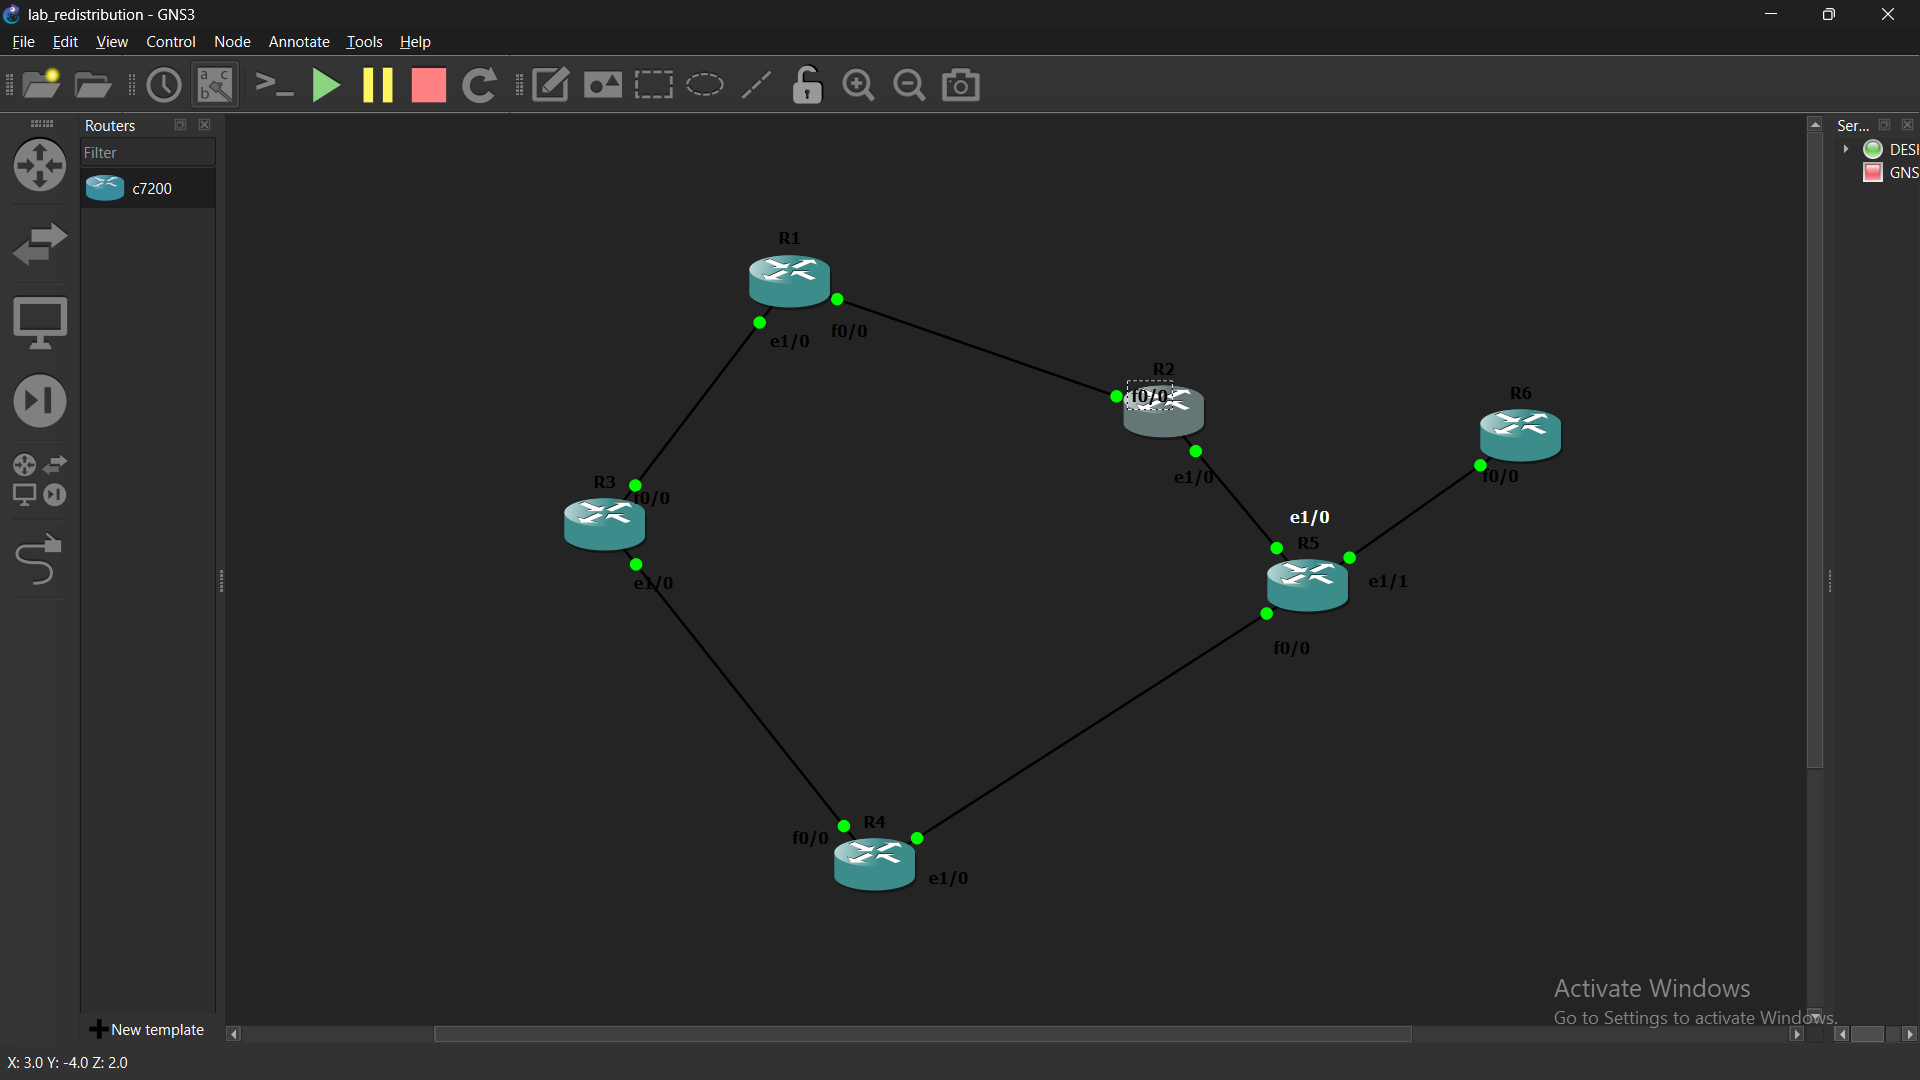 lab_redistribution - GNS3
File Edit View Control Node Annotate Tools Help
Routers
Ser...
Filter
DESI
c7200
GNS
R1
f0/0
e1/0
R2
f0/0
R6
e1/0
f0/0
R3
f0/0
e1/0
R5
e1/1
e1/0
f0/0
R4
f0/0
e1/0
Activate Windows
Go to Settings to activate Windows.
New template
X: 3.0 Y: -4.0 Z: 2.0